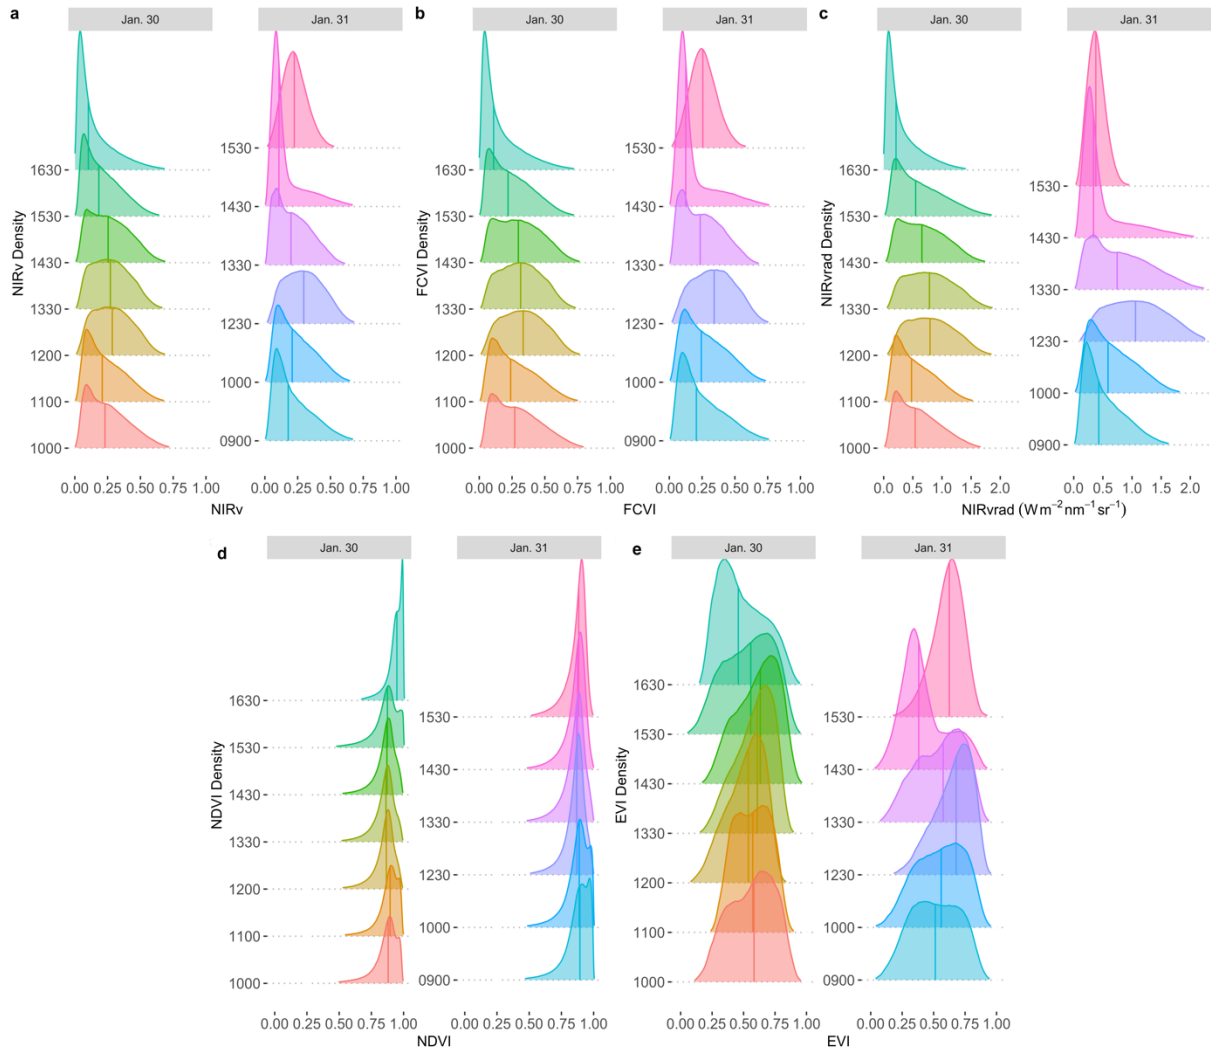 a
Jan. 30
Jan. 31
NIRv Density
1630
1530
1430
1330
1200
1100
1000
1530
1430
1330
1230
1000
0900
0.00 0.25 0.50 0.75 1.00
0.00 0.25 0.50 0.75 1.00
NIRv
b
Jan. 30
Jan. 31
FCVI Density
1630
1530
1430
1330
1200
1100
1000
1530
1430
1330
1230
1000
0900
0.00 0.25 0.50 0.75 1.00
0.00 0.25 0.50 0.75 1.00
FCVI
c
Jan. 30
Jan. 31
NIRvrad Density
1630
1530
1430
1330
1200
1100
1000
1530
1430
1330
1230
1000
0900
0.0 0.5 1.0 1.5 2.0
0.0 0.5 1.0 1.5 2.0
NIRvrad (Wm−2nm−1sr−1)
d
Jan. 30
Jan. 31
NDVI Density
1630
1530
1430
1330
1200
1100
1000
1530
1430
1330
1230
1000
0900
0.00 0.25 0.50 0.75 1.00
0.00 0.25 0.50 0.75 1.00
NDVI
e
Jan. 30
Jan. 31
EVI Density
1630
1530
1430
1330
1200
1100
1000
1530
1430
1330
1230
1000
0900
0.00 0.25 0.50 0.75 1.00
0.00 0.25 0.50 0.75 1.00
EVI